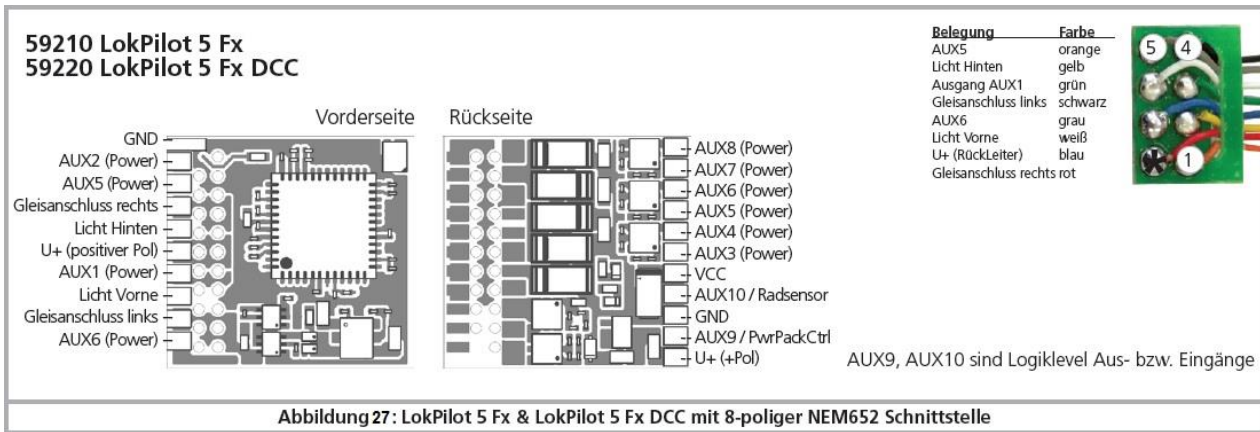 59210 LokPilot 5 Fx
59220 LokPilot 5 Fx DCC
Vorderseite
GND
AUX2 (Power)
AUX5 (Power)
Gleisanschluss rechts
Licht Hinten
U+ (positiver Pol)
AUX1 (Power)
Licht Vorne
Gleisanschluss links
AUX6 (Power)
Rückseite
AUX8 (Power)
AUX7 (Power)
AUX6 (Power)
AUX5 (Power)
AUX4 (Power)
AUX3 (Power)
VCC
AUX10 / Radsensor
GND
AUX9 / PwrPackCtrl
U+ (+Pol)
Belegung Farbe
AUX5 orange
Licht Hinten gelb
Ausgang AUX1 grün
Gleisanschluss links schwarz
AUX6 grau
Licht Vorne weiß
U+ (RückLeiter) blau
Gleisanschluss rechts rot
5 4
1
AUX9, AUX10 sind Logiklevel Aus- bzw. Eingänge
Abbildung 27: LokPilot 5 Fx & LokPilot 5 Fx DCC mit 8-poliger NEM652 Schnittstelle